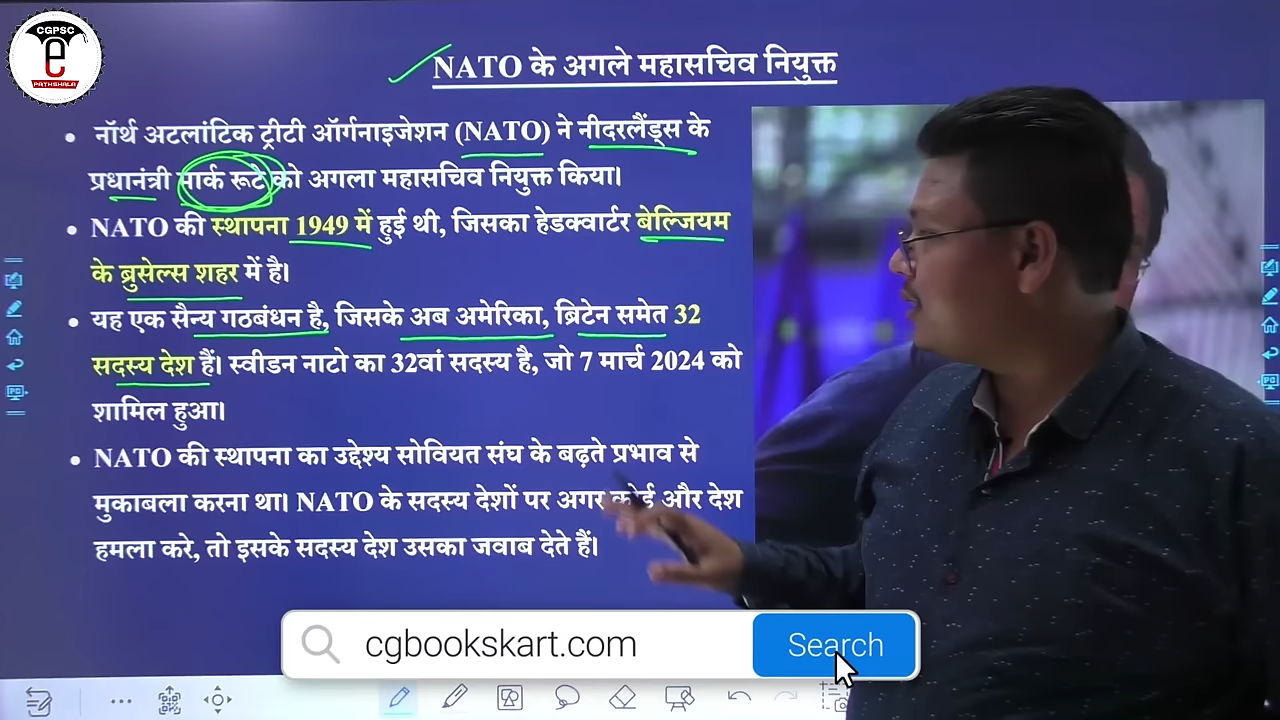 CGPSC
e
PATHSHALA
NATO के अगले महासचिव नियुक्त
• नॉर्थ अटलांटिक ट्रीटी ऑर्गनाइजेशन (NATO) ने नीदरलैंड्स के
प्रधानंत्री मार्क रूटे को अगला महासचिव नियुक्त किया।
• NATO की स्थापना 1949 में हुई थी, जिसका हेडक्वार्टर बेल्जियम
के ब्रुसेल्स शहर में है।
• यह एक सैन्य गठबंधन है, जिसके अब अमेरिका, ब्रिटेन समेत 32
सदस्य देश हैं। स्वीडन नाटो का 32वां सदस्य है, जो 7 मार्च 2024 को
शामिल हुआ।
• NATO की स्थापना का उद्देश्य सोवियत संघ के बढ़ते प्रभाव से
मुकाबला करना था। NATO के सदस्य देशों पर अगर कोई और देश
हमला करे, तो इसके सदस्य देश उसका जवाब देते हैं।
cgbookskart.com Search